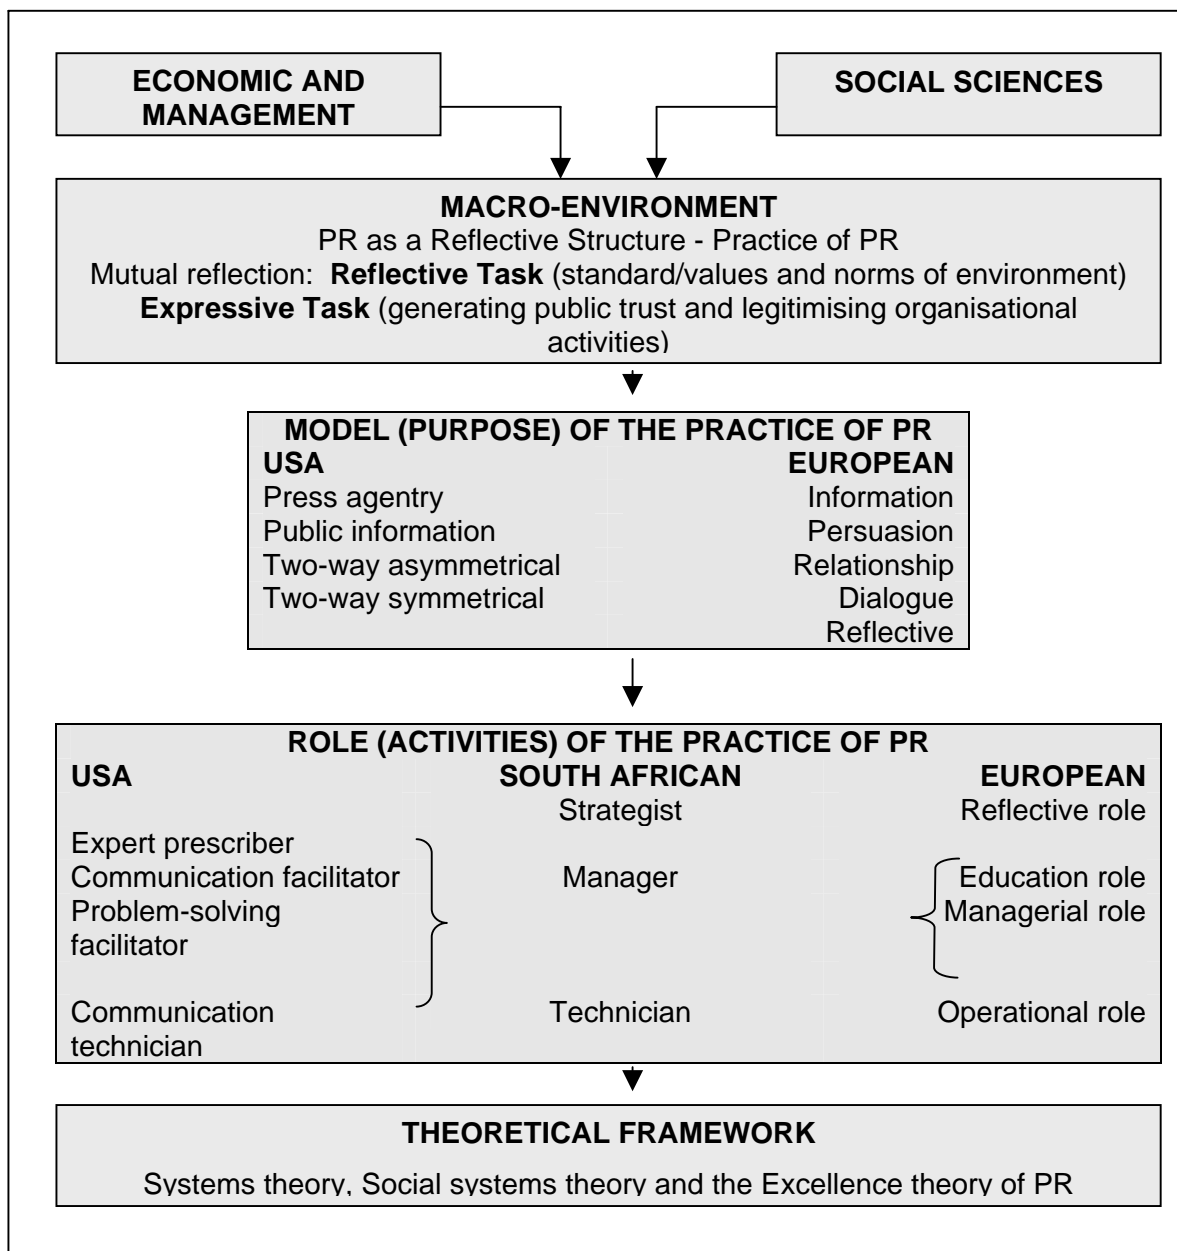 ECONOMIC AND
MANAGEMENT
SOCIAL SCIENCES
MACRO-ENVIRONMENT
PR as a Reflective Structure - Practice of PR
Mutual reflection: Reflective Task (standard/values and norms of environment)
Expressive Task (generating public trust and legitimising organisational
activities)
MODEL (PURPOSE) OF THE PRACTICE OF PR
USA
Press agentry
Public information
Two-way asymmetrical
Two-way symmetrical
EUROPEAN
Information
Persuasion
Relationship
Dialogue
Reflective
ROLE (ACTIVITIES) OF THE PRACTICE OF PR
USA
Expert prescriber
Communication facilitator
Problem-solving
facilitator
Communication
technician
SOUTH AFRICAN
Strategist
Manager
Technician
EUROPEAN
Reflective role
Education role
Managerial role
Operational role
THEORETICAL FRAMEWORK
Systems theory, Social systems theory and the Excellence theory of PR